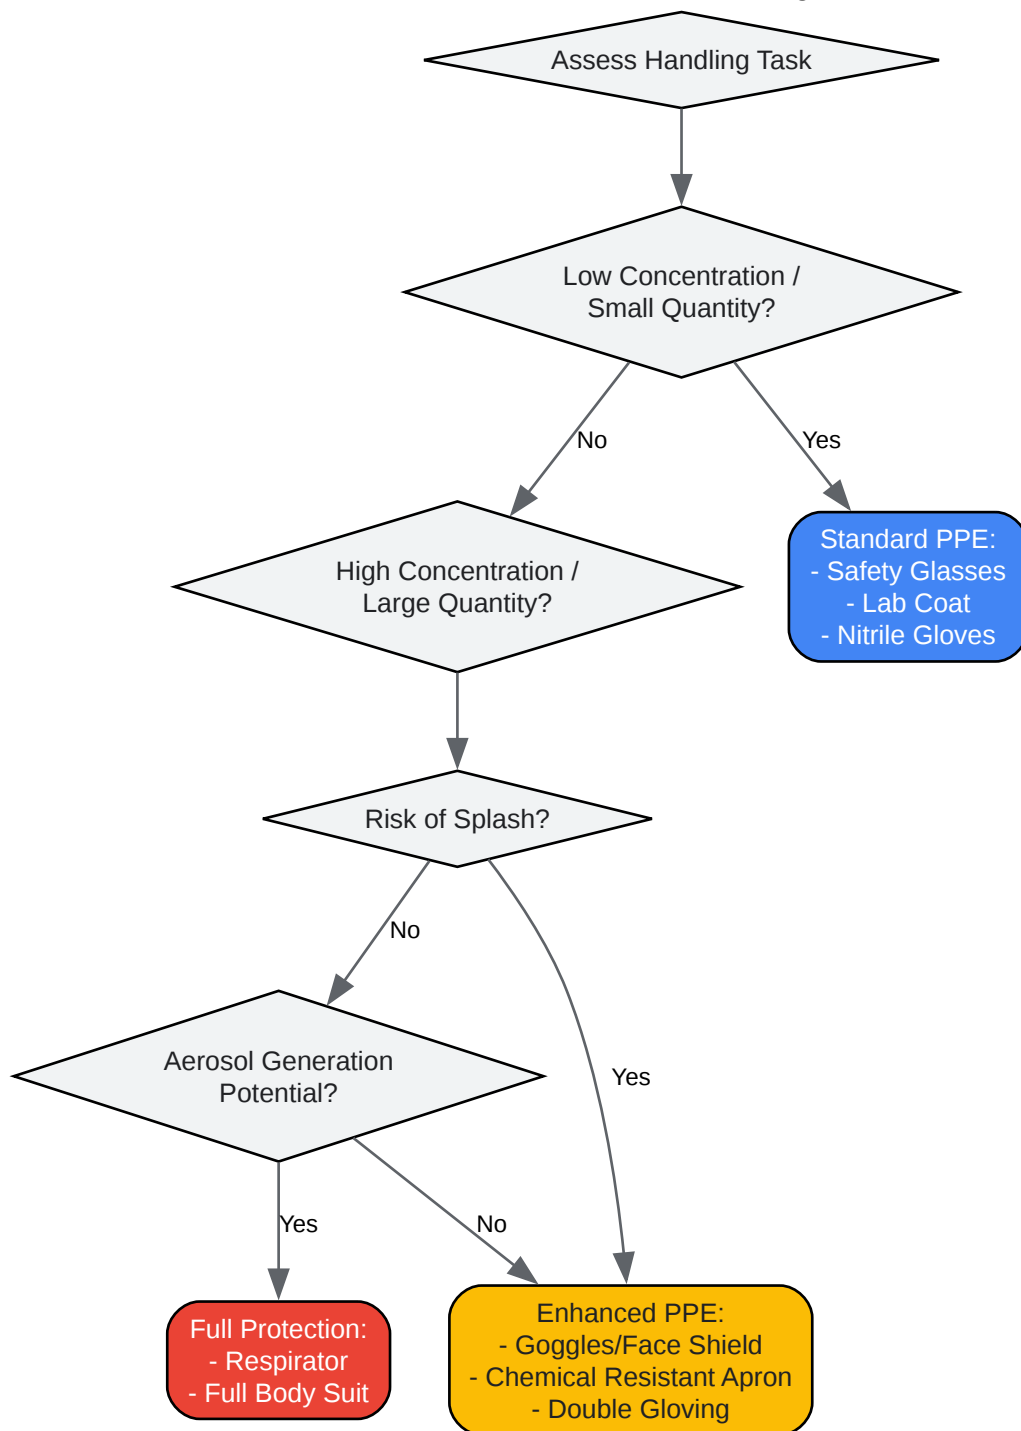 Assess Handling Task
Low Concentration /
Small Quantity?
No
Yes
High Concentration /
Large Quantity?
Standard PPE:
- Safety Glasses
- Lab Coat
- Nitrile Gloves
Risk of Splash?
No
Aerosol Generation
Potential?
Yes
Yes
No
Full Protection:
- Respirator
- Full Body Suit
Enhanced PPE:
- Goggles/Face Shield
- Chemical Resistant Apron
- Double Gloving